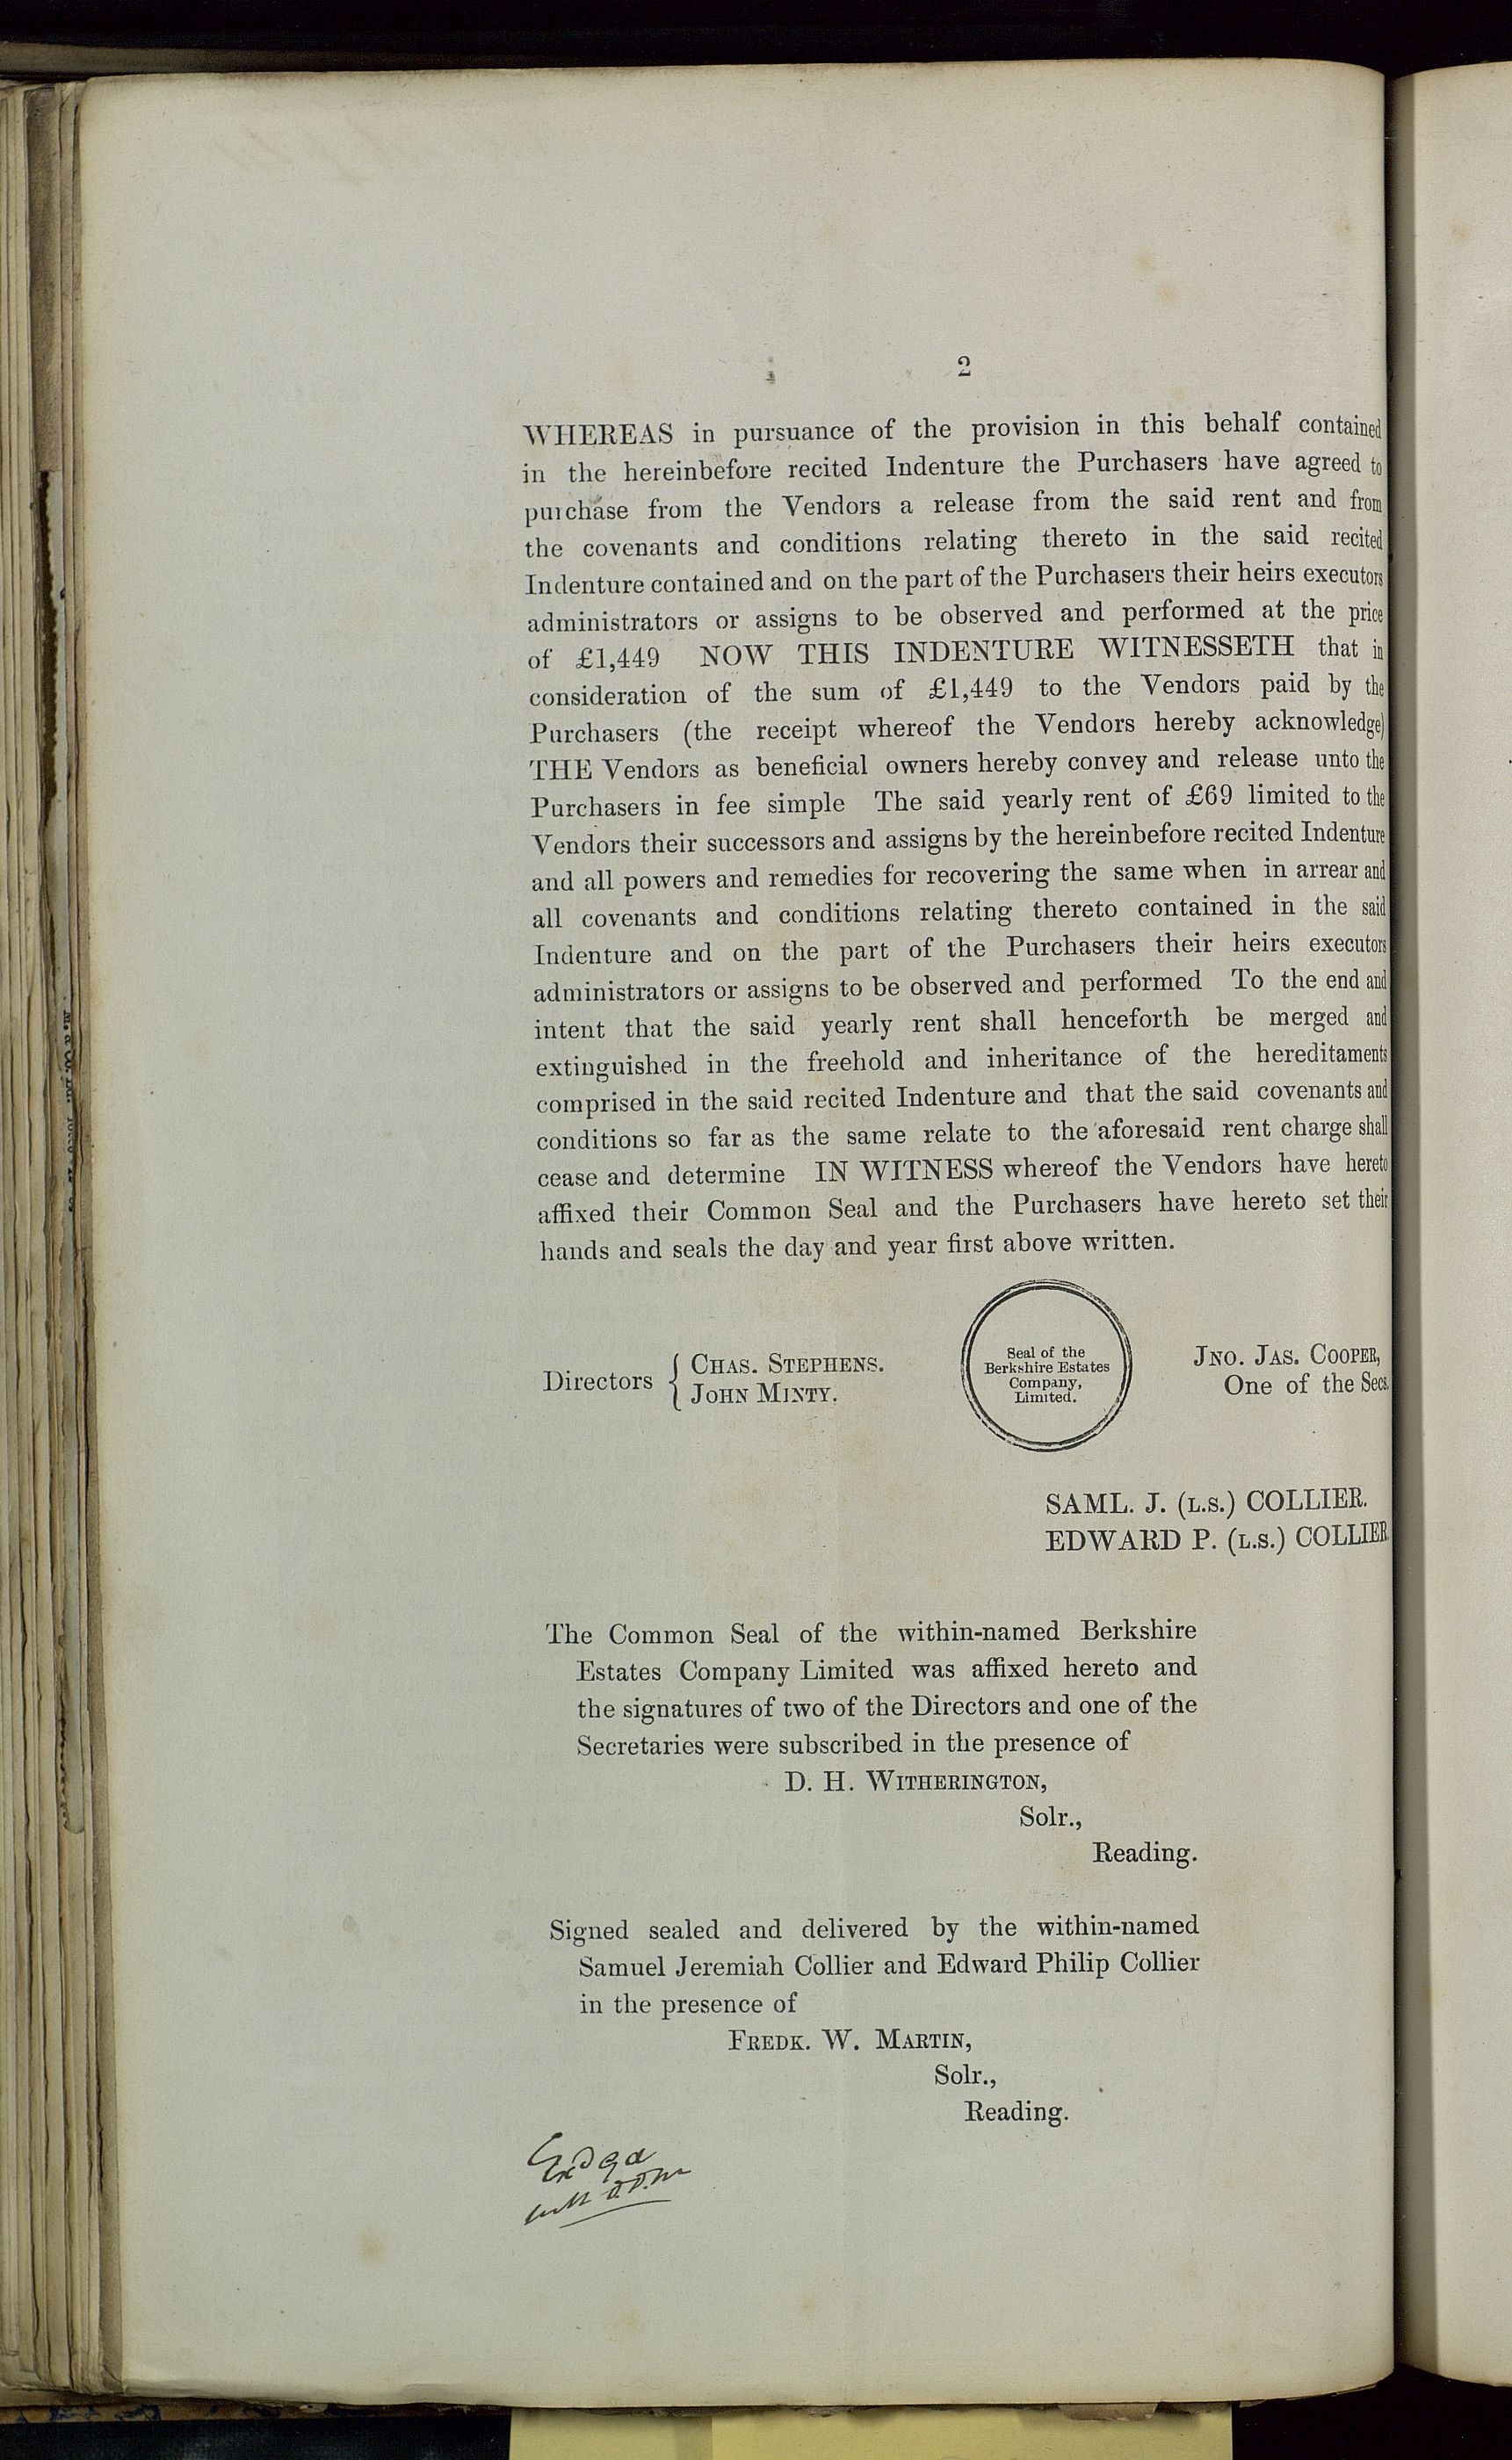 2
WHEREAS in pursuance of the provision in this behalf contained
in the hereinbefore recited Indenture the Purchasers have agreed to
purchase from the Vendors a release from the said rent and from
the covenants and conditions relating thereto in the said recited
Indenture contained and on the part of the Purchasers their heirs executors
administrators or assigns to be observed and performed at the price
of £1,449 NOW THIS INDENTURE WITNESSETH that in
consideration of the sum of £1,449 to the Vendors paid by the
Purchasers (the receipt whereof the Vendors hereby acknowledge)
THE Vendors as beneficial owners hereby convey and release unto the
Purchasers in fee simple The said yearly rent of £69 limited to the
Vendors their successors and assigns by the hereinbefore recited Indenture
and all powers and remedies for recovering the same when in arrear and
all covenants and conditions relating thereto contained in the said
Indenture and on the part of the Purchasers their heirs executors
administrators or assigns to be observed and performed To the end and
intent that the said yearly rent shall henceforth be merged and
extinguished in the freehold and inheritance of the hereditaments
comprised in the said recited Indenture and that the said covenants and
conditions so far as the same relate to the aforesaid rent charge shall
cease and determine IN WITNESS whereof the Vendors have hereto
affixed their Common Seal and the Purchasers have hereto set their
hands and seals the day and year first above written.
Directors { CHAS. STEPHENS.
JOHN MINTY.
Seal of the
Berkshire Estates
Company,
Limited.
JNO. JAS. COOPER,
One of the Secs.
SAML. J. (L.S.) COLLIER.
EDWARD P. (L.S.) COLLIER.
The Common Seal of the within-named Berkshire
Estates Company Limited was affixed hereto and
the signatures of two of the Directors and one of the
Secretaries were subscribed in the presence of
D. H. WITHERINGTON,
Solr.,
Reading.
Signed sealed and delivered by the within-named
Samuel Jeremiah Collier and Edward Philip Collier
in the presence of
FREDK. W. MARTIN,
Solr.,
Reading.